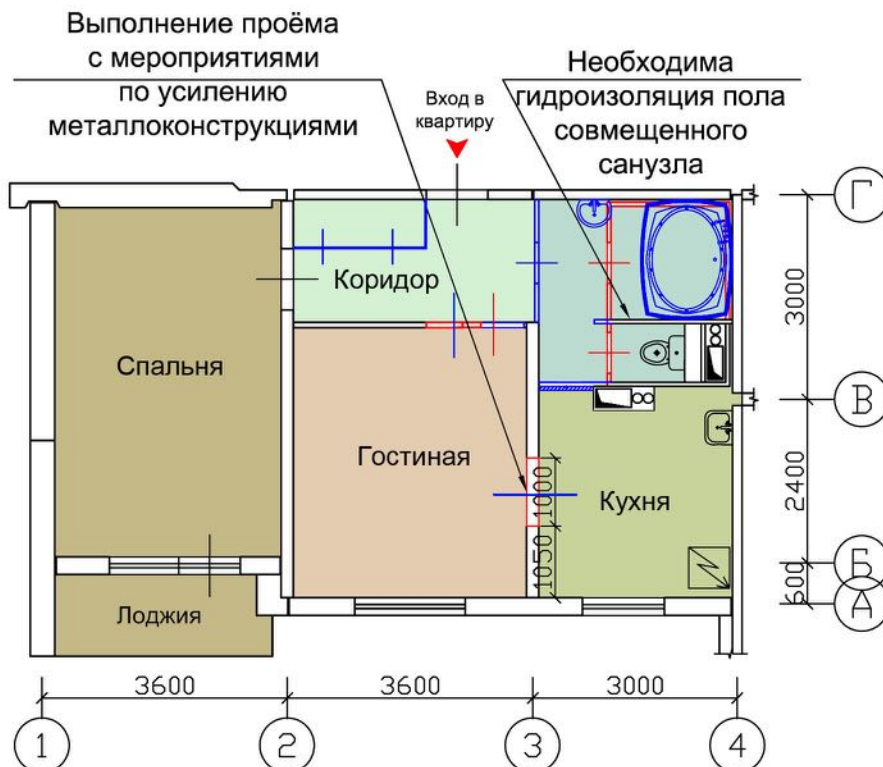 Выполнение проёма
с мероприятиями
по усилению
металлоконструкциями
Вход в
квартиру
Необходима
гидроизоляция пола
совмещенного
санузла
Г
Коридор
3000
Спальня
В
Гостиная
1000
Кухня
2400
1050
Б
600
А
Лоджия
3600
3600
3000
1
2
3
4